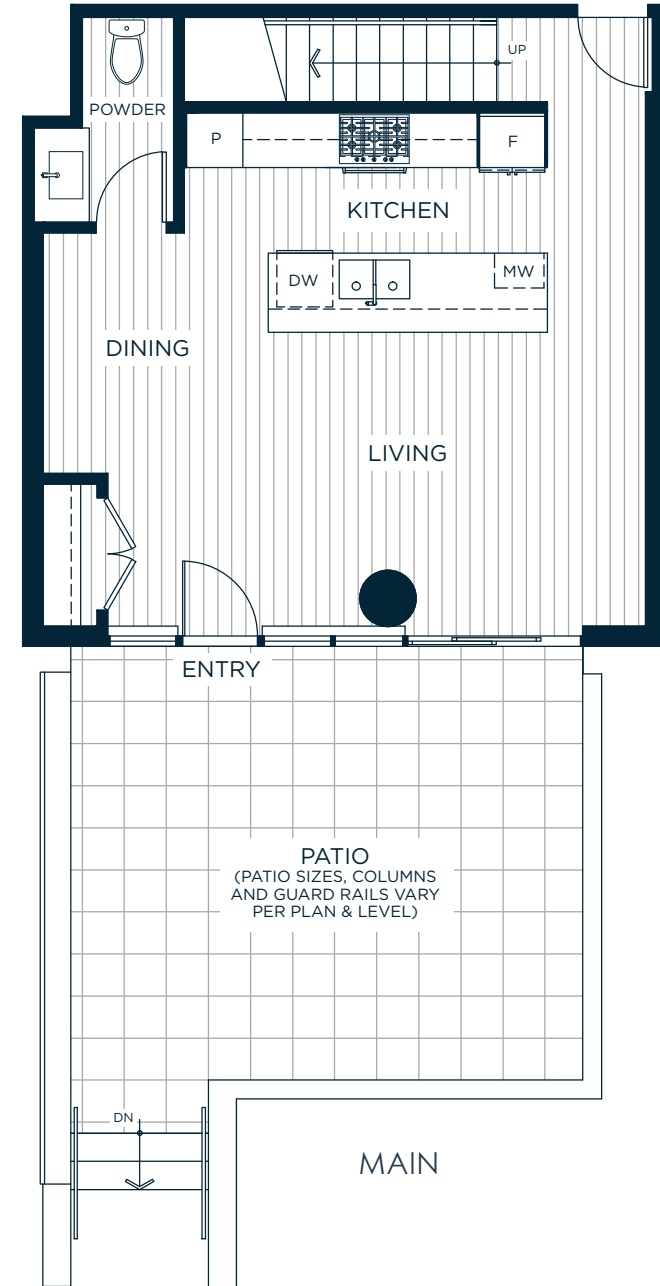 UP
POWDER
P
F
KITCHEN
DW
MW
DINING
LIVING
ENTRY
PATIO
(PATIO SIZES, COLUMNS
AND GUARD RAILS VARY
PER PLAN & LEVEL)
DN
MAIN